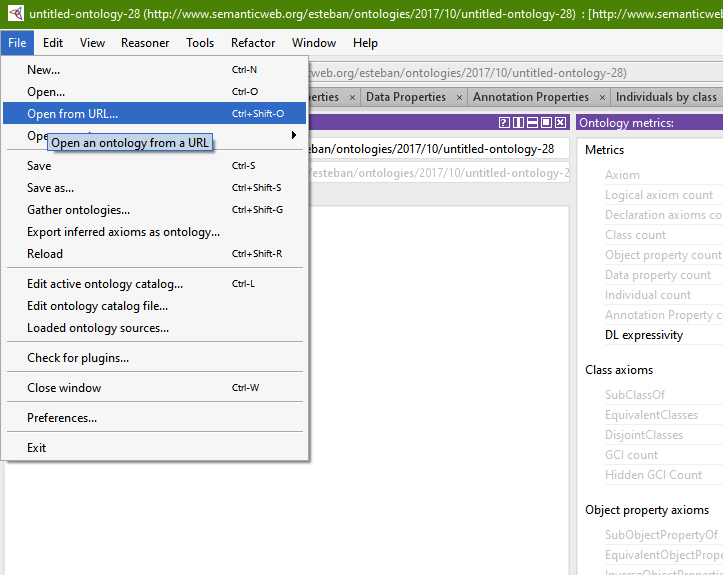 untitled-ontology-28 (http://www.semanticweb.org/esteban/ontologies/2017/10/untitled-ontology-28) : [http://www.semanticweb.org/esteban
File Edit View Reasoner Tools Refactor Window Help
New... Ctrl-N
Open... Ctrl-O
Open from URL... Ctrl+Shift-O
Open an ontology from a URL
Save Ctrl-S
Save as... Ctrl+Shift-S
Gather ontologies... Ctrl+Shift-G
Export inferred axioms as ontology...
Reload Ctrl+Shift-R
Edit active ontology catalog... Ctrl-L
Edit ontology catalog file...
Loaded ontology sources...
Check for plugins...
Close window Ctrl-W
Preferences...
Exit
cweb.org/esteban/ontologies/2017/10/untitled-ontology-28)
erties × Data Properties × Annotation Properties × Individuals by class
eban/ontologies/2017/10/untitled-ontology-28
/esteban/ontologies/2017/10/untitled-ontology-2
Ontology metrics:
Metrics
Axiom
Logical axiom count
Declaration axioms co
Class count
Object property count
Data property count
Individual count
Annotation Property c
DL expressivity
Class axioms
SubClassOf
EquivalentClasses
DisjointClasses
GCI count
Hidden GCI Count
Object property axioms
SubObjectPropertyOf
EquivalentObjectPrope
InverseObjectProperties